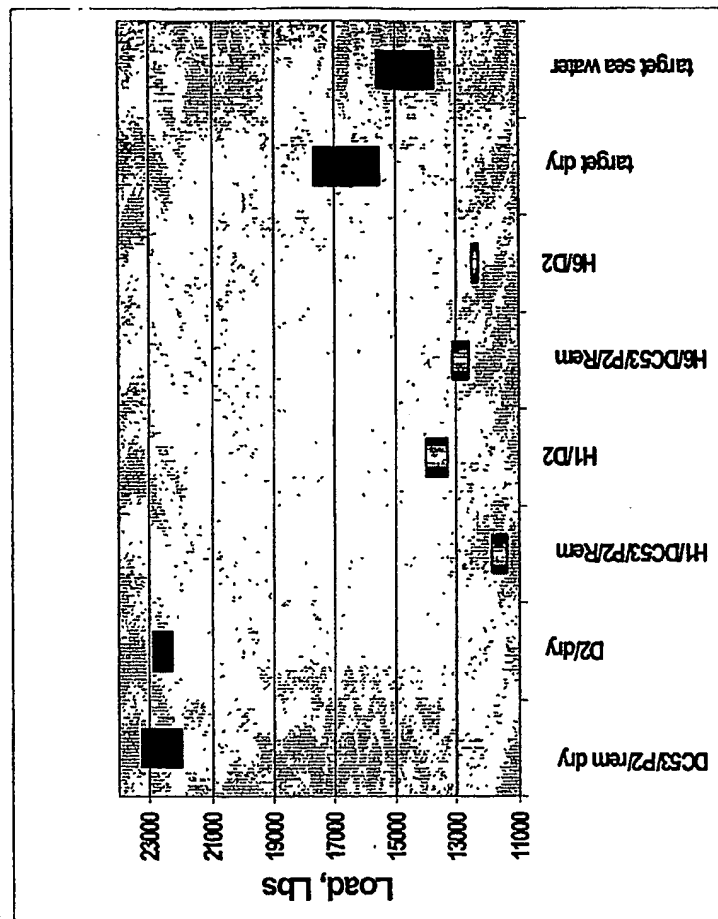 Load, Lbs
23000
21000
19000
17000
15000
13000
11000
DC53/P2/rem dry
D2/dry
H1/DC53/P2/Rem
H1/D2
H6/DC53/P2/Rem
H6/D2
target dry
target sea water